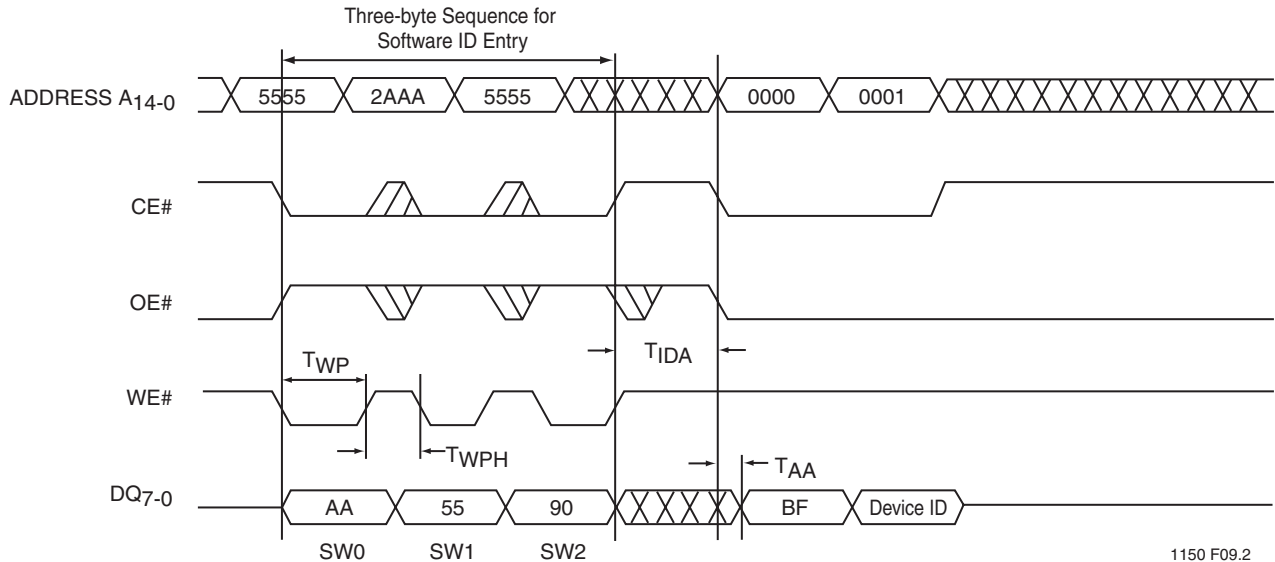 Three-byte Sequence for
Software ID Entry
ADDRESS A14-0
5555 2AAA 5555 0000 0001
CE#
OE#
TWP
TIDA
WE#
TWPH
TAA
DQ7-0
AA 55 90 BF Device ID
SW0 SW1 SW2
1150 F09.2